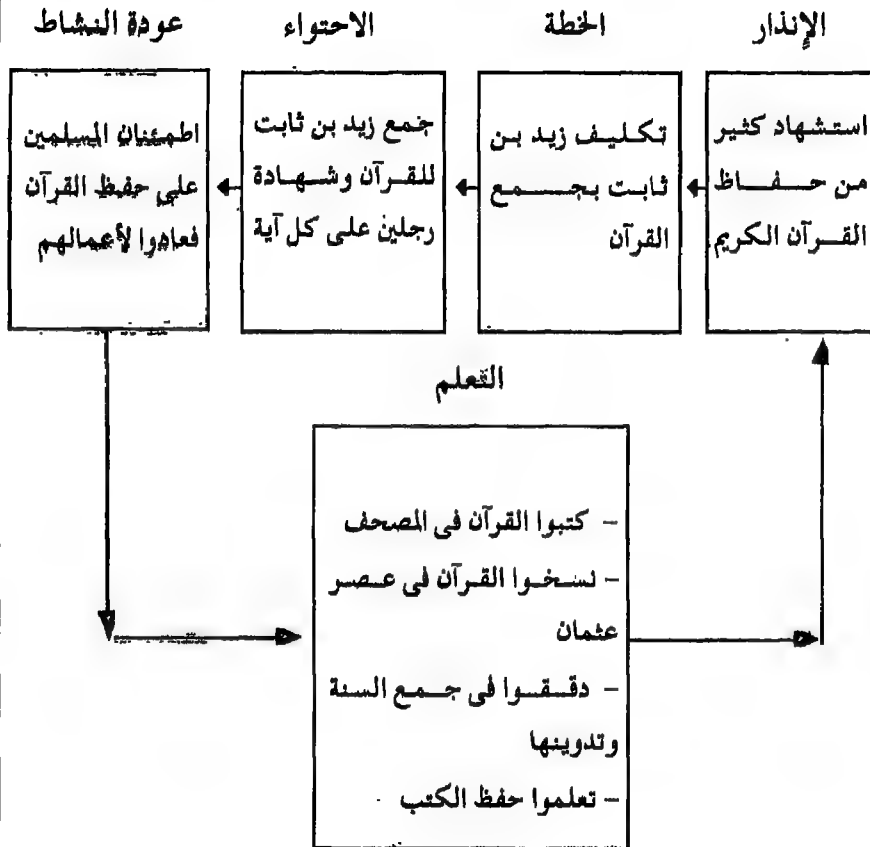 الإنذار
استشهاد كثير
من حفاظ
القرآن الكريم
الخطة
تكليف زيد بن
ثابت بجمع
القرآن
الاحتواء
جمع زيد بن ثابت
للقرآن وشهادة
رجلين على كل آية
عودة النشاط
اطمئنان المسلمين
على حفظ القرآن
فعادوا لأعمالهم
التعلم
- كتبوا القرآن فى المصحف
- نسخوا القرآن فى عصر
عثمان
- دققوا فى جمع السنة
وتدوينها
- تعلموا حفظ الكتب